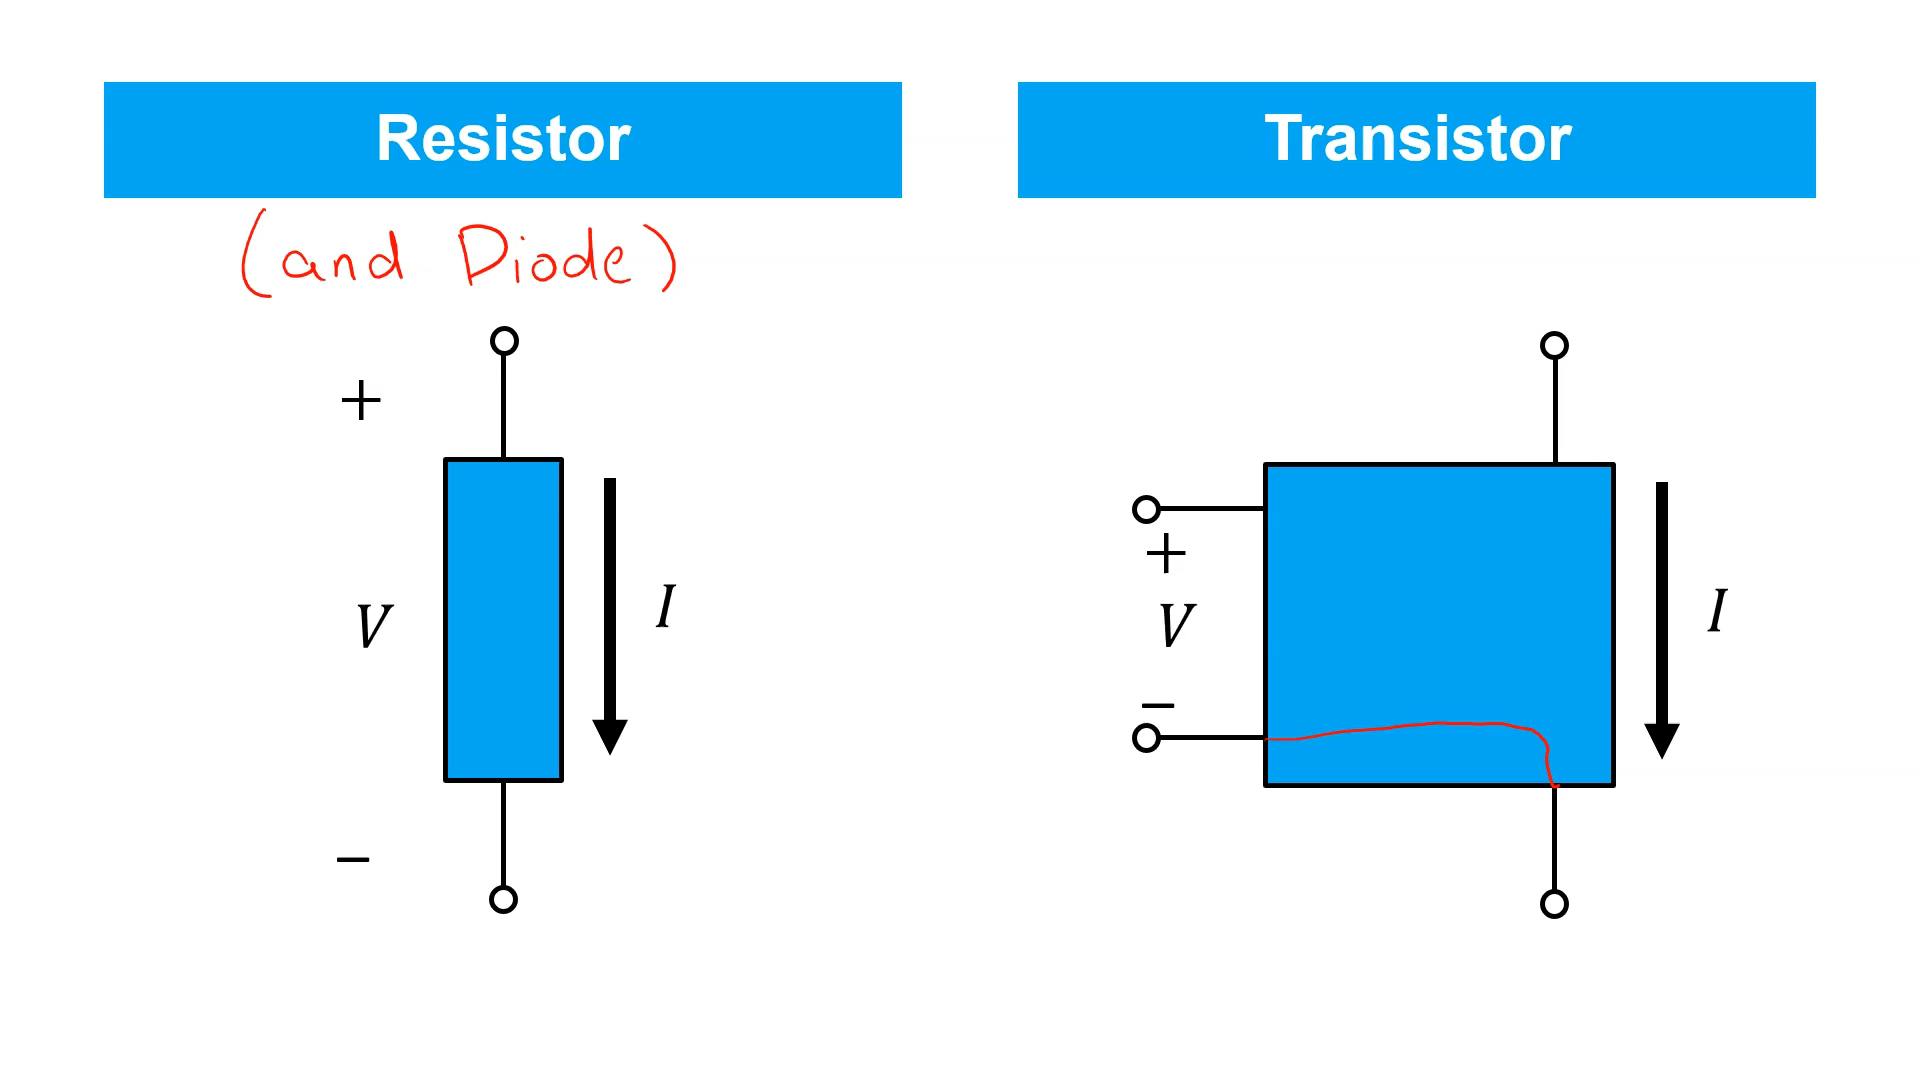 Resistor
(and Diode)
+
V
I
−
Transistor
+
V
I
−